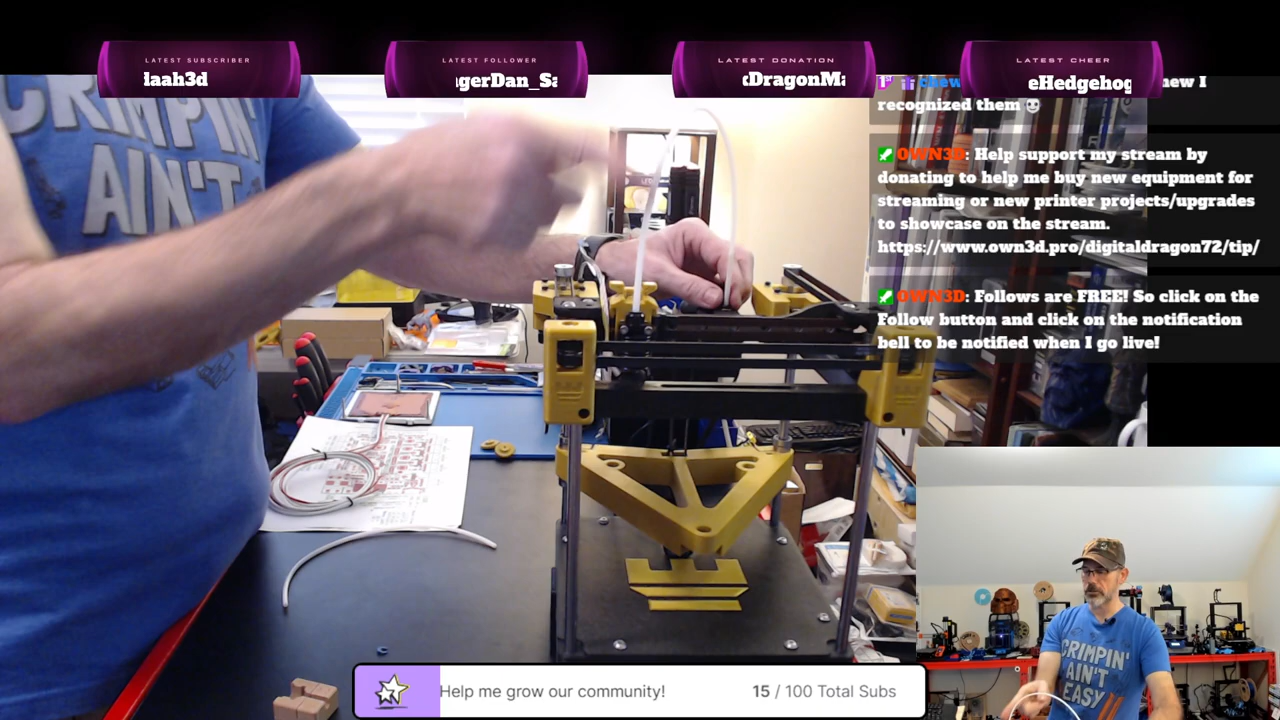 LATEST SUBSCRIBER
laah3d
LATEST FOLLOWER
gerDan_Sa
LATEST DONATION
DragonMa
LATEST CHEER
eHedgehog
recognized them
OWN3D: Help support my stream by
donating to help me buy new equipment for
streaming or new printer projects/upgrades
to showcase on the stream.
https://www.own3d.pro/digitaldragon72/tip/
OWN3D: Follows are FREE! So click on the
Follow button and click on the notification
bell to be notified when I go live!
CRIMPIN'
AIN'T
Help me grow our community!
15 / 100 Total Subs
CRIMPIN'
AIN'T
EASY